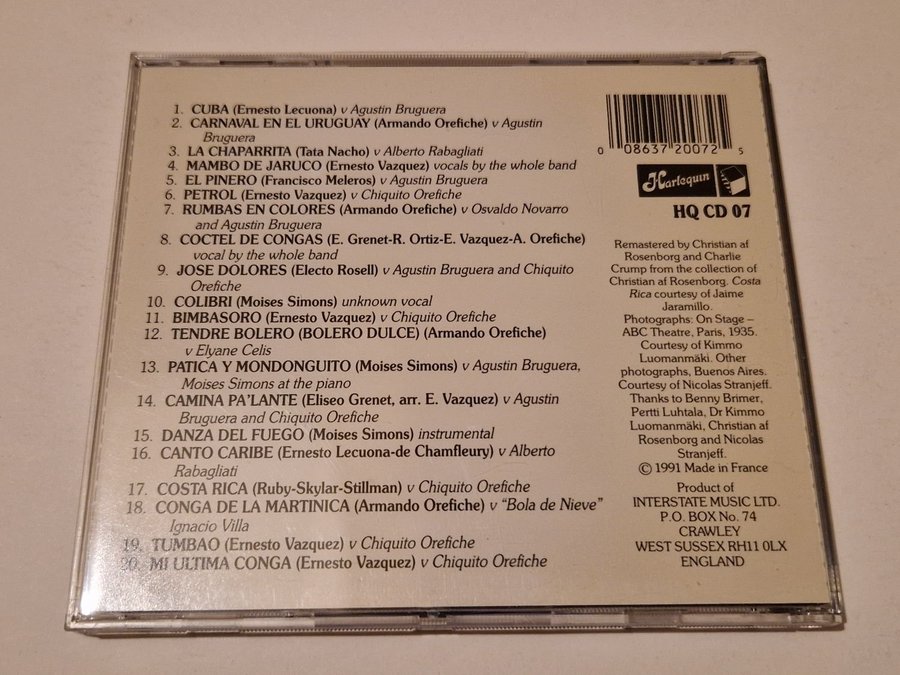 1. CUBA (Ernesto Lecuona) v Agustin Bruguera
2. CARNAVAL EN EL URUGUAY (Armando Orefiche) v Agustin
Bruguera
3. LA CHAPARRITA (Tata Nacho) v Alberto Rabagliati
4. MAMBO DE JARUCO (Ernesto Vazquez) vocals by the whole band
5. EL PINERO (Francisco Meleros) v Agustin Bruguera
6. PETROL (Ernesto Vazquez) v Chiquito Orefiche
7. RUMBAS EN COLORES (Armando Orefiche) v Osvaldo Novarro
and Agustin Bruguera
8. COCTEL DE CONGAS (E. Grenet-R. Ortiz-E. Vazquez-A. Orefiche)
vocal by the whole band
9. JOSE DOLORES (Electo Rosell) v Agustin Bruguera and Chiquito
Orefiche
10. COLIBRI (Moises Simons) unknown vocal
11. BIMBASORO (Ernesto Vazquez) v Chiquito Orefiche
12. TENDRE BOLERO (BOLERO DULCE) (Armando Orefiche)
v Elyane Celis
13. PATICA Y MONDONGUITO (Moises Simons) v Agustin Bruguera,
Moises Simons at the piano
14. CAMINA PA'LANTE (Eliseo Grenet, arr. E. Vazquez) v Agustin
Bruguera and Chiquito Orefiche
15. DANZA DEL FUEGO (Moises Simons) instrumental
16. CANTO CARIBE (Ernesto Lecuona-de Chamfleury) v Alberto
Rabagliati
17. COSTA RICA (Ruby-Skylar-Stillman) v Chiquito Orefiche
18. CONGA DE LA MARTINICA (Armando Orefiche) v "Bola de Nieve"
Ignacio Villa
19. TUMBAO (Ernesto Vazquez) v Chiquito Orefiche
20. MI ULTIMA CONGA (Ernesto Vazquez) v Chiquito Orefiche
0 08637 20072 5
Harlequin
HQ CD 07
Remastered by Christian af
Rosenborg and Charlie
Crump from the collection of
Christian af Rosenborg. Costa
Rica courtesy of Jaime
Jaramillo.
Photographs: On Stage –
ABC Theatre, Paris, 1935.
Courtesy of Kimmo
Luomanmäki. Other
photographs, Buenos Aires.
Courtesy of Nicolas Stranjeff.
Thanks to Benny Brimer,
Pertti Luhtala, Dr Kimmo
Luomanmäki, Christian af
Rosenborg and Nicolas
Stranjeff.
© 1991 Made in France
Product of
INTERSTATE MUSIC LTD.
P.O. BOX No. 74
CRAWLEY
WEST SUSSEX RH11 0LX
ENGLAND